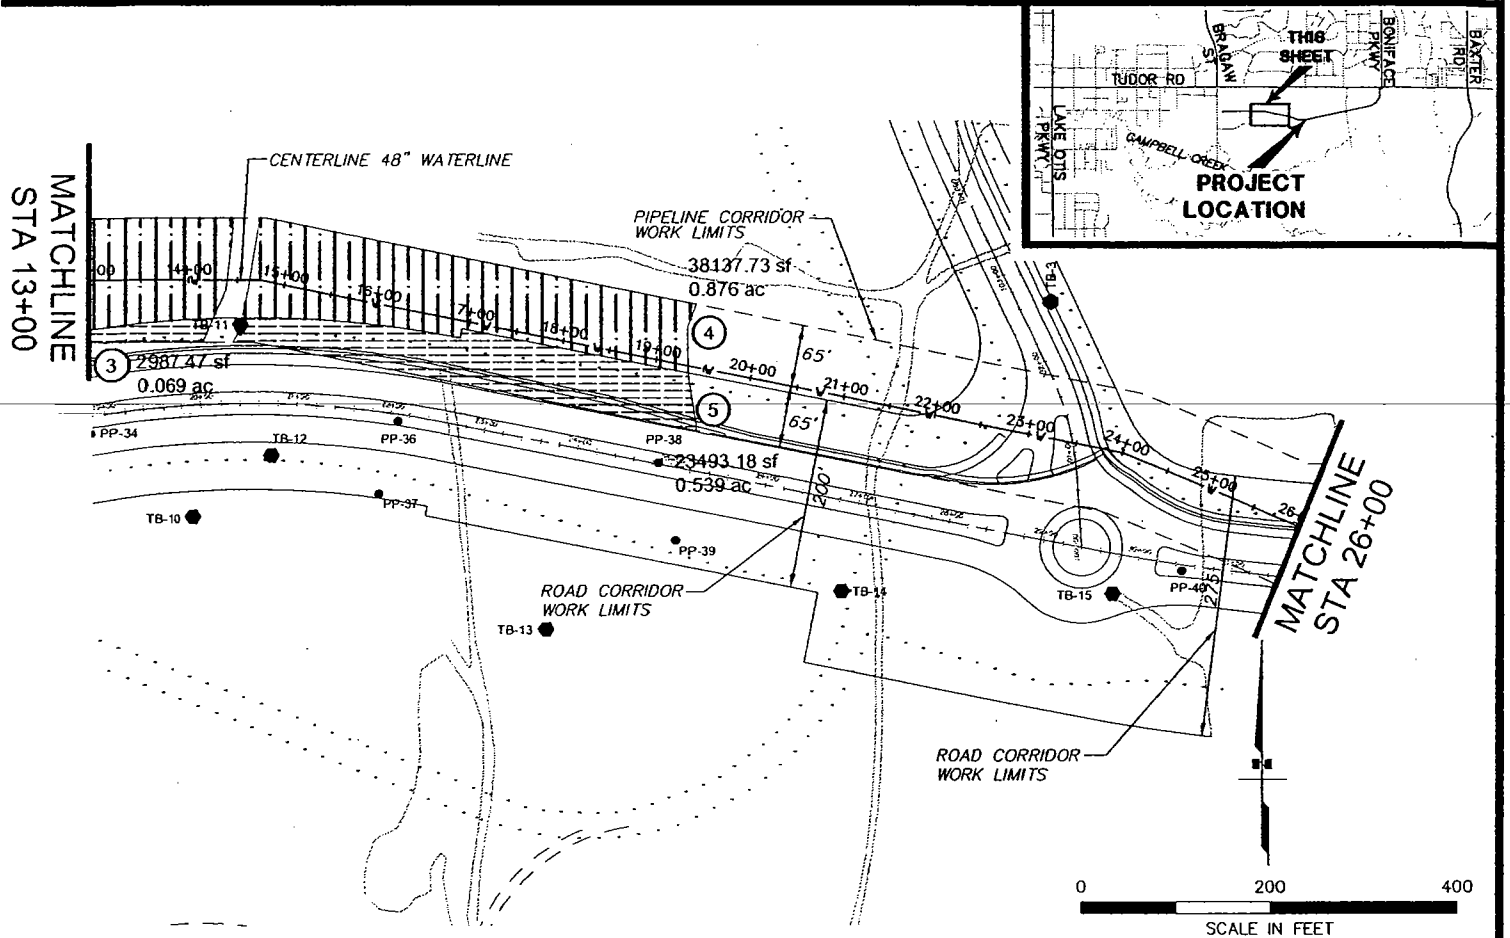 BRAGAW
ST
THIS
SHEET
BONIFACE
PKWY
BAXTER
RD
TUDOR RD
LAKE OTIS
PKWY
CAMPBELL CREEK
PROJECT
LOCATION
MATCHLINE
STA 13+00
CENTERLINE 48" WATERLINE
PIPELINE CORRIDOR
WORK LIMITS
38137.73 sf
0.876 ac
00
14+00
15+00
16+00
7+00
18+00
19+00
20+00
21+00
22+00
23+00
24+00
25+00
26
W
4
65'
5
65'
TB-11
3
2987.47 sf
0.069 ac
PP-34
TB-12
PP-36
PP-38
23493.18 sf
0.539 ac
200'
PP-37
TB-10
PP-39
ROAD CORRIDOR
WORK LIMITS
TB-13
TB-14
TB-15
PP-40
275'
MATCHLINE
STA 26+00
ROAD CORRIDOR
WORK LIMITS
0 200 400
SCALE IN FEET